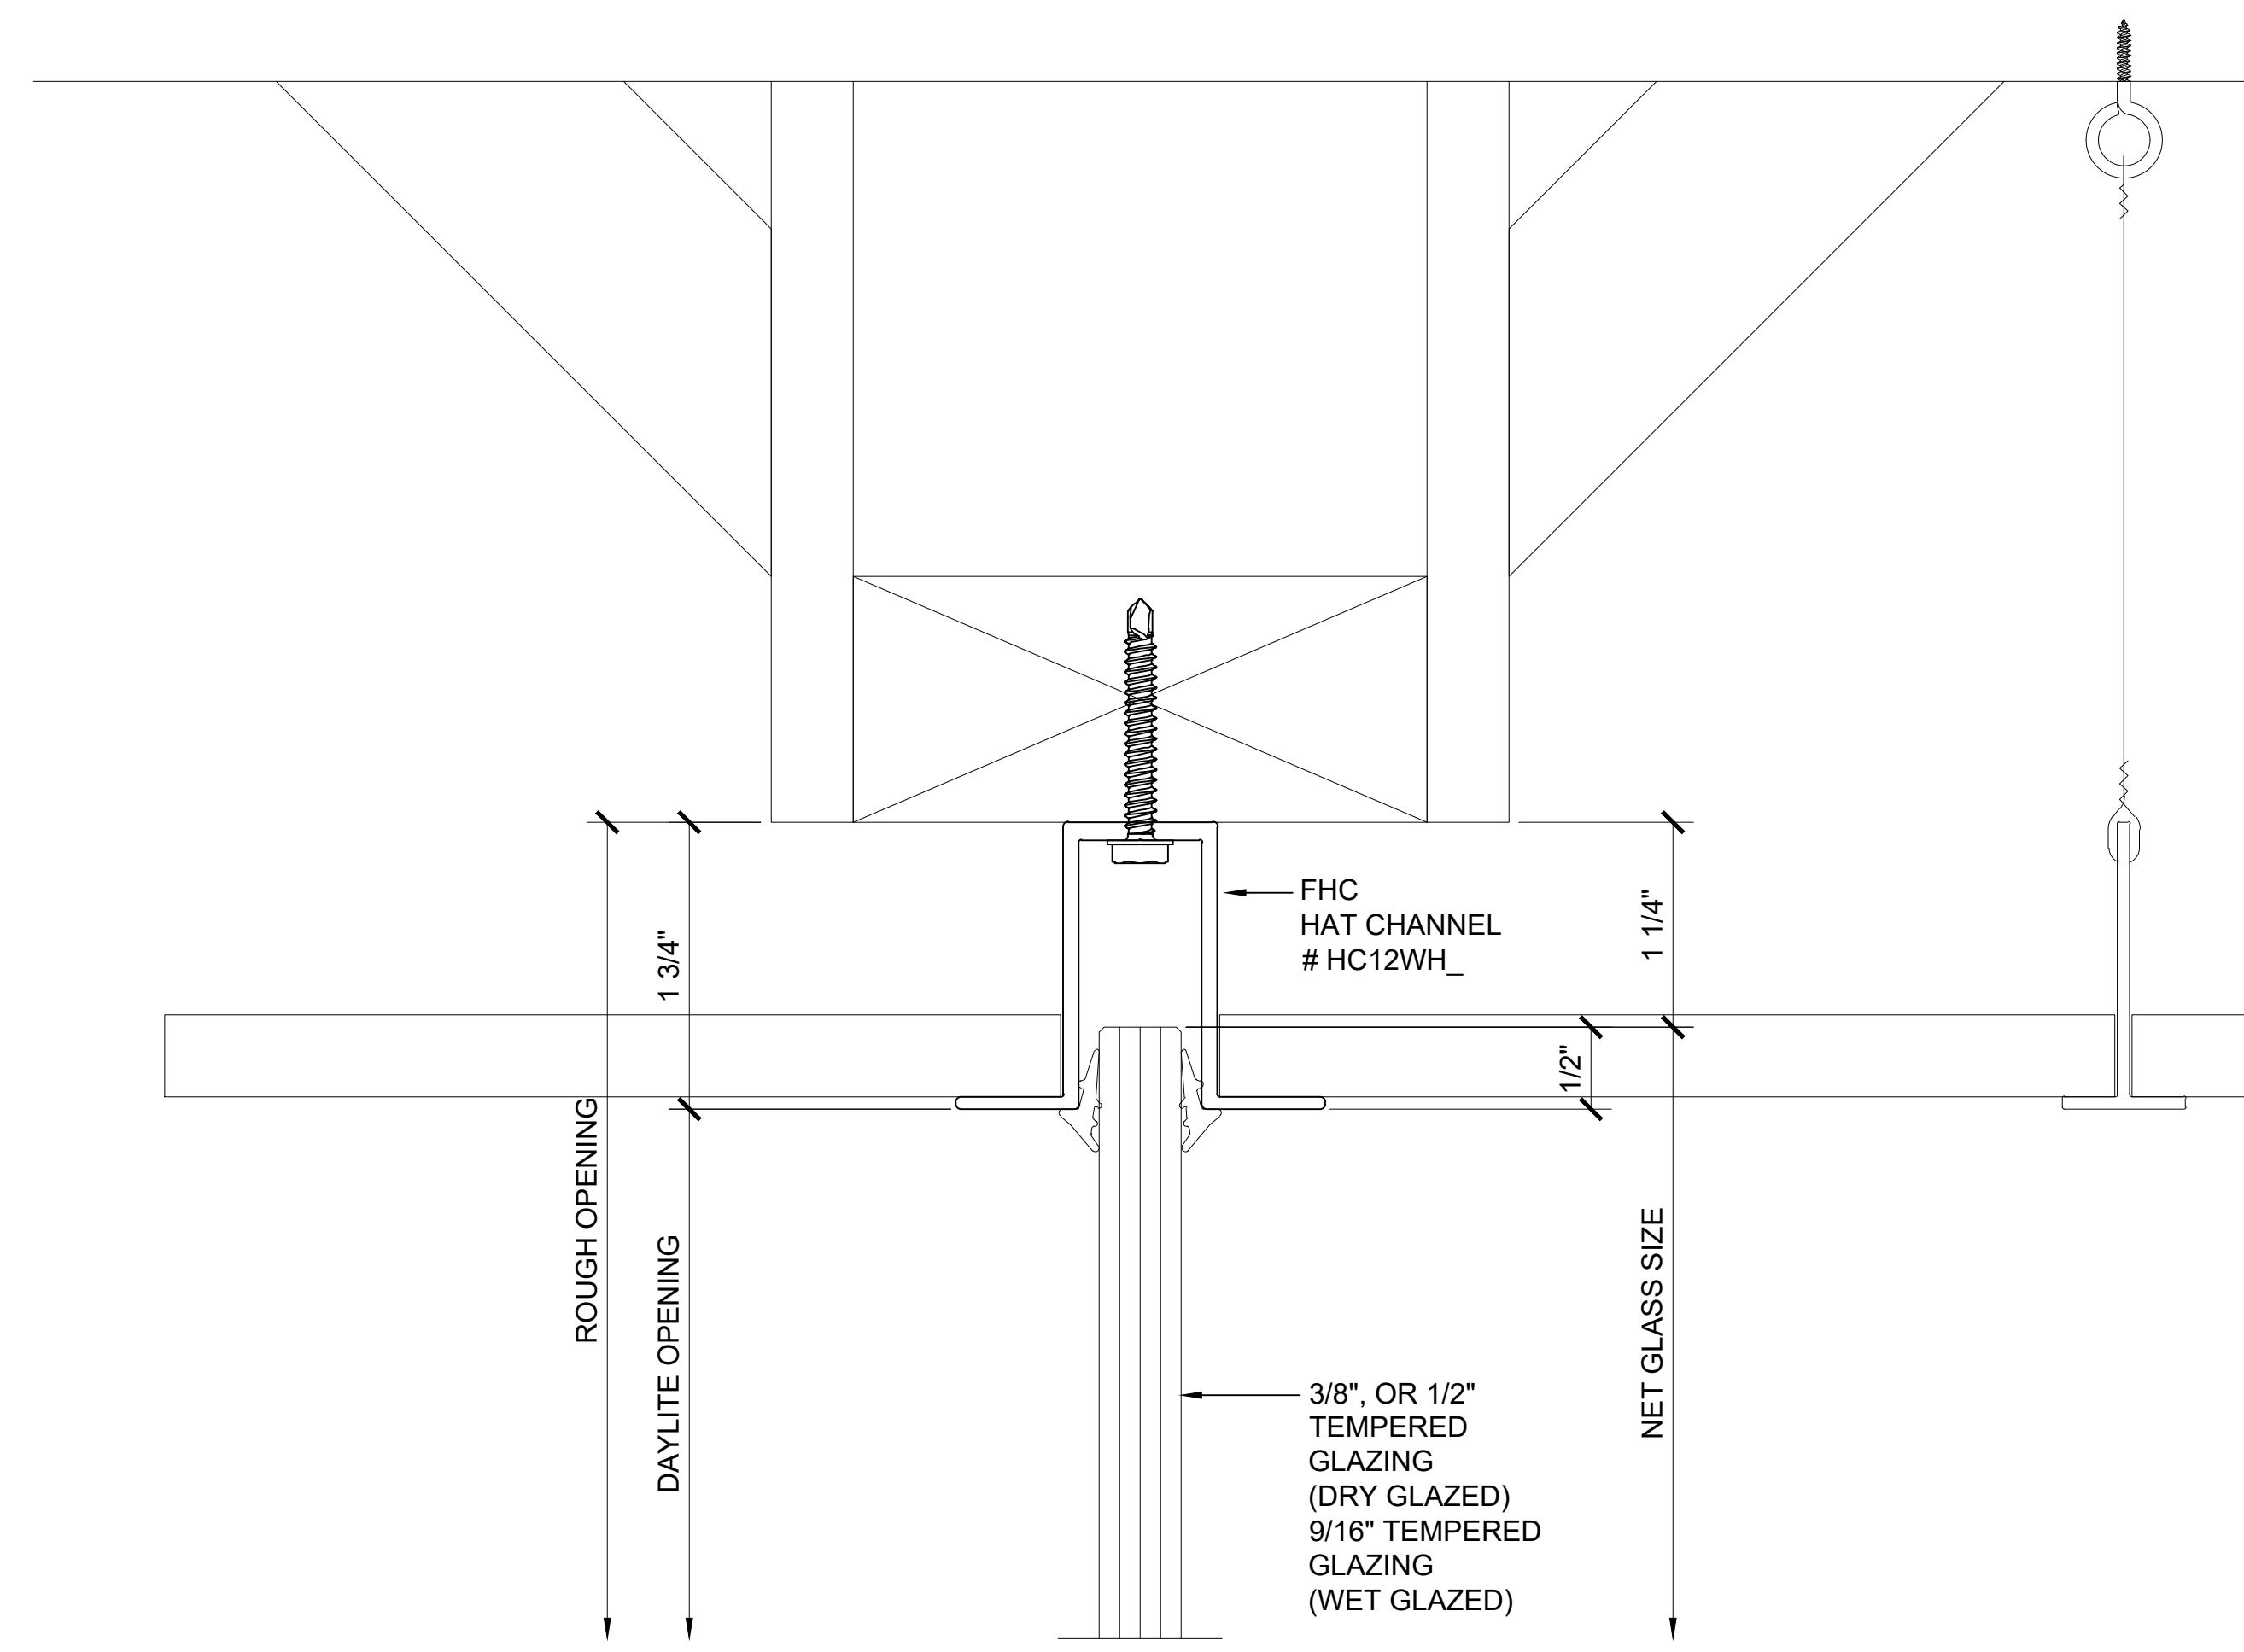 FHC
HAT CHANNEL
# HC12WH_
1 3/4"
1 1/4"
1/2"
ROUGH OPENING
DAYLITE OPENING
NET GLASS SIZE
3/8", OR 1/2"
TEMPERED
GLAZING
(DRY GLAZED)
9/16" TEMPERED
GLAZING
(WET GLAZED)